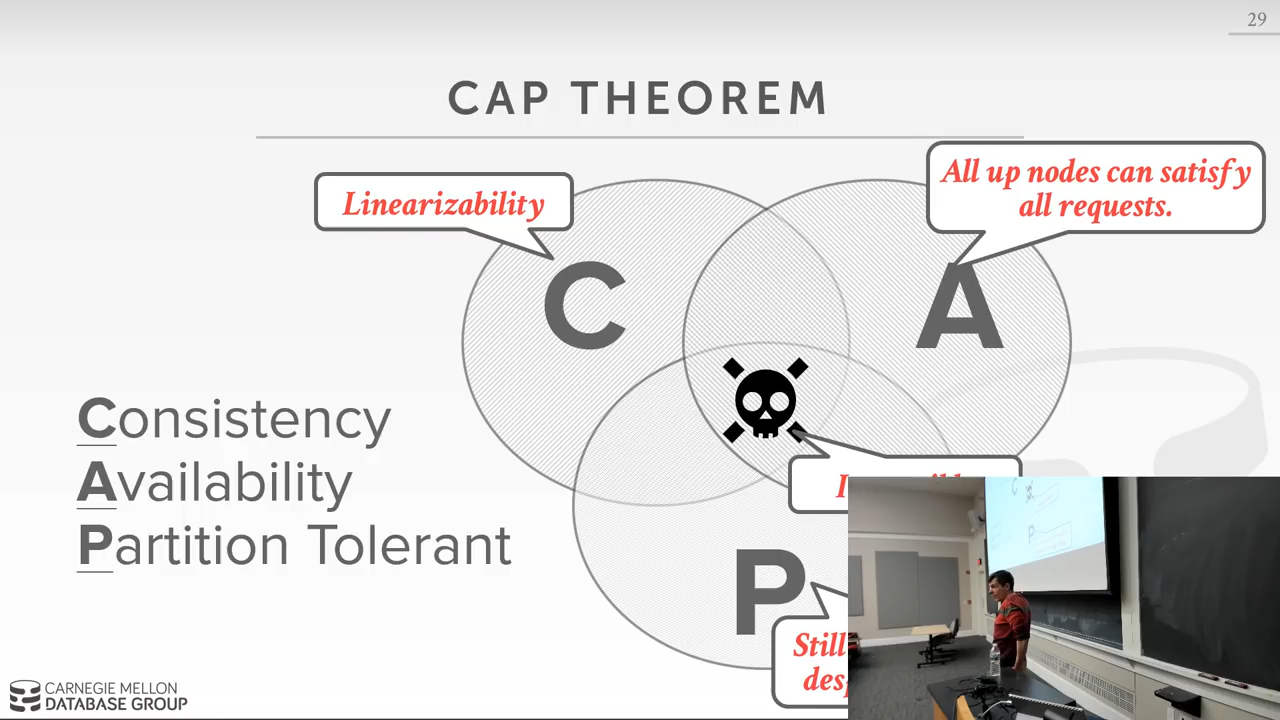 29
CAP THEOREM
Linearizability
All up nodes can satisfy
all requests.
C
A
Consistency
Availability
Partition Tolerant
P
Still
CARNEGIE MELLON
DATABASE GROUP